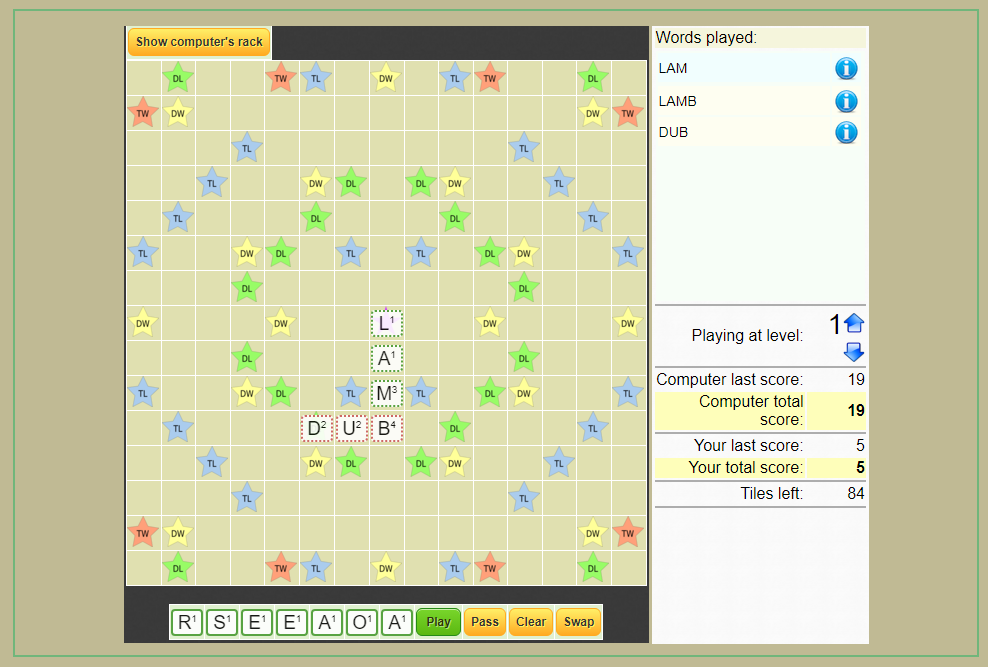 Show computer's rack
DL TW TL DW TL TW DL
TW DW DW TW
TL TL
TL DW DL DL DW TL
TL DL DL TL
TL DW DL TL TL DL DW TL
DL DL
DW DW L1 DW DW
DL A1 DL
TL DW DL TL M3 TL DL DW TL
TL D2 U2 B4 DL TL
TL DW DL DL DW TL
TL TL
TW DW DW TW
DL TW TL DW TL TW DL
R1 S1 E1 E1 A1 O1 A1 Play Pass Clear Swap
Words played:
LAM
LAMB
DUB
Playing at level: 1
Computer last score: 19
Computer total
score: 19
Your last score: 5
Your total score: 5
Tiles left: 84